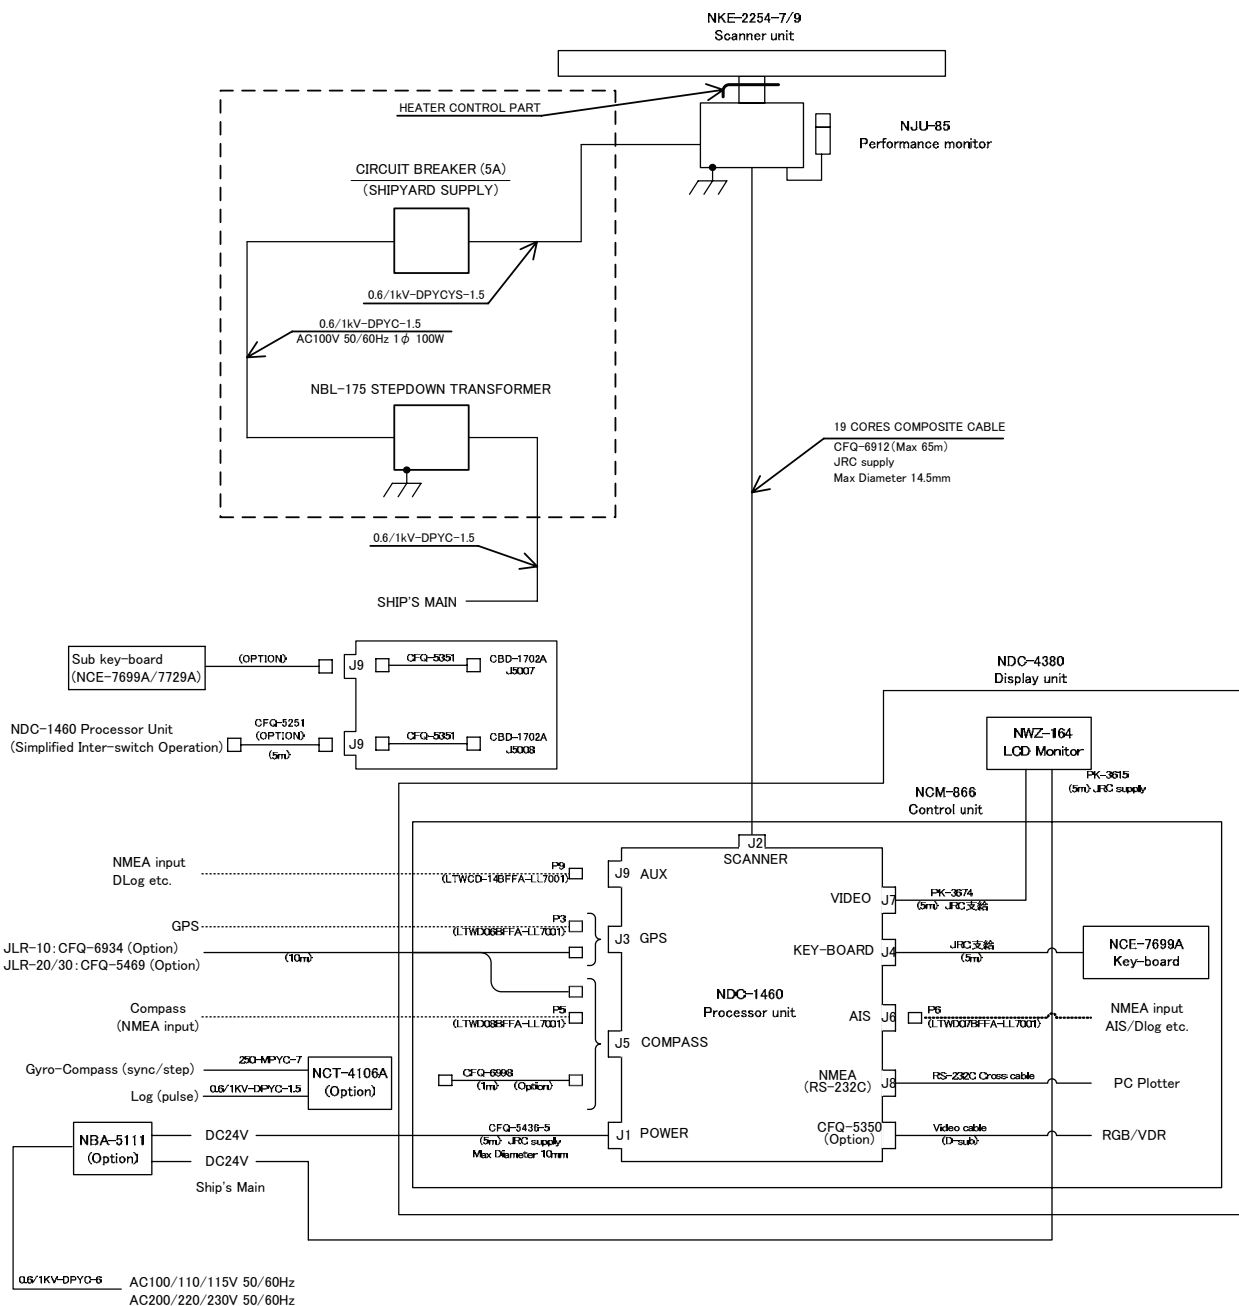 NKE-2254-7/9
Scanner unit
HEATER CONTROL PART
NJU-85
Performance monitor
CIRCUIT BREAKER (5A)
(SHIPYARD SUPPLY)
0.6/1kV-DPYCYS-1.5
0.6/1kV-DPYC-1.5
AC100V 50/60Hz 1φ 100W
NBL-175 STEPDOWN TRANSFORMER
19 CORES COMPOSITE CABLE
CFQ-6912(Max 65m)
JRC supply
Max Diameter 14.5mm
0.6/1kV-DPYC-1.5
SHIP'S MAIN
Sub key-board
(NCE-7699A/7729A)
(OPTION)
J9
CFQ-5351
CBD-1702A
J5007
NDC-1460 Processor Unit
(Simplified Inter-switch Operation)
CFQ-5251
(OPTION)
(5m)
J9
CFQ-5351
CBD-1702A
J5008
NDC-4380
Display unit
NWZ-164
LCD Monitor
PK-3615
(5m) JRC supply
NCM-866
Control unit
J2
SCANNER
NMEA input
DLog etc.
P9
(LTWCD-14BFFA-LL7001)
J9 AUX
VIDEO J7
PK-3674
(5m) JRC支給
GPS
P3
(LTWD06BFFA-LL7001)
J3 GPS
JLR-10:CFQ-6934 (Option)
JLR-20/30:CFQ-5469 (Option)
(10m)
KEY-BOARD J4
JRC支給
(5m)
NCE-7699A
Key-board
NDC-1460
Processor unit
Compass
(NMEA input)
P5
(LTWD08BFFA-LL7001)
J5 COMPASS
AIS J6
P6
(LTWD07BFFA-LL7001)
NMEA input
AIS/Dlog etc.
Gyro-Compass (sync/step)
250-MPYC-7
Log (pulse)
0.6/1KV-DPYC-1.5
NCT-4106A
(Option)
CFQ-6998
(1m) (Option)
NMEA
(RS-232C) J8
RS-232C Cross cable
PC Plotter
NBA-5111
(Option)
DC24V
DC24V
Ship's Main
CFQ-5436-5
(5m) JRC supply
Max Diameter 10mm
J1 POWER
CFQ-5350
(Option)
Video cable
(D-sub)
RGB/VDR
0.6/1KV-DPYC-6
AC100/110/115V 50/60Hz
AC200/220/230V 50/60Hz